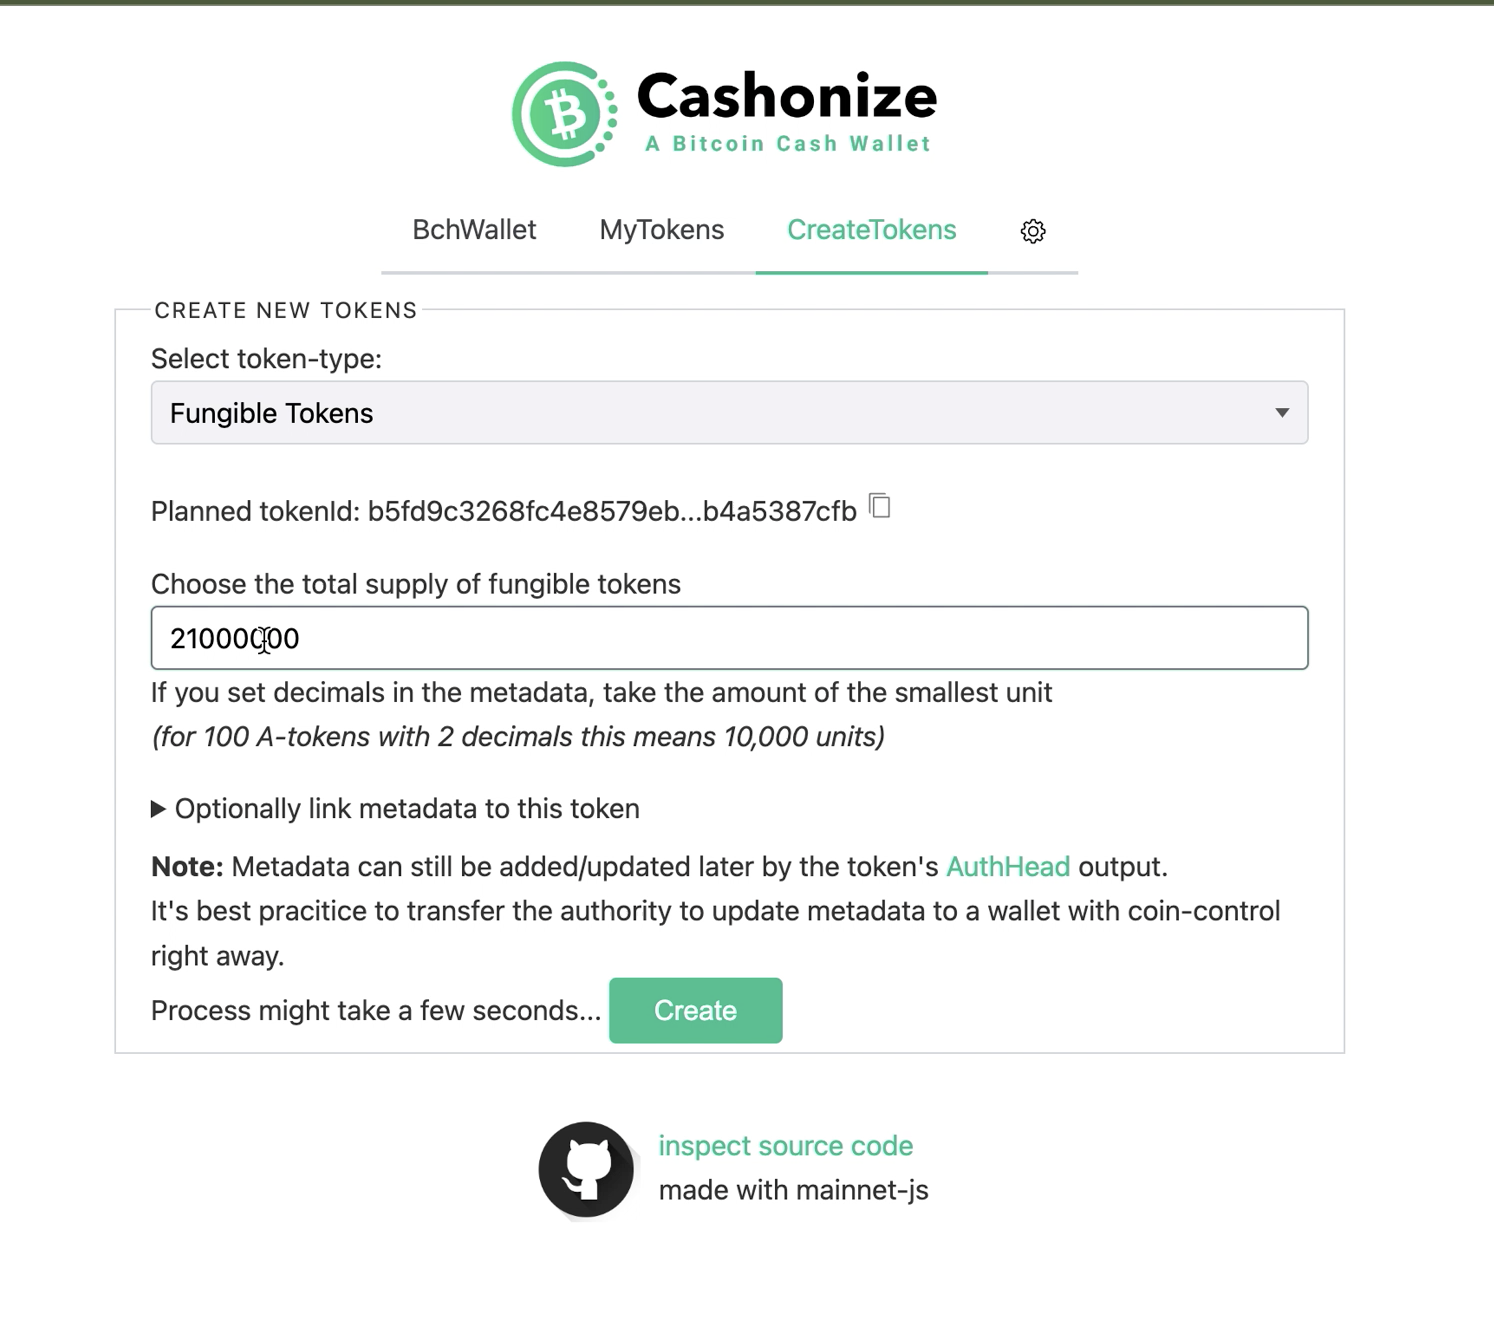 Cashonize
A Bitcoin Cash Wallet
BchWallet MyTokens CreateTokens
CREATE NEW TOKENS
Select token-type:
Fungible Tokens
Planned tokenId: b5fd9c3268fc4e8579eb...b4a5387cfb
Choose the total supply of fungible tokens
21000000
If you set decimals in the metadata, take the amount of the smallest unit
(for 100 A-tokens with 2 decimals this means 10,000 units)
Optionally link metadata to this token
Note: Metadata can still be added/updated later by the token's AuthHead output.
It's best pracitice to transfer the authority to update metadata to a wallet with coin-control
right away.
Process might take a few seconds... Create
inspect source code
made with mainnet-js